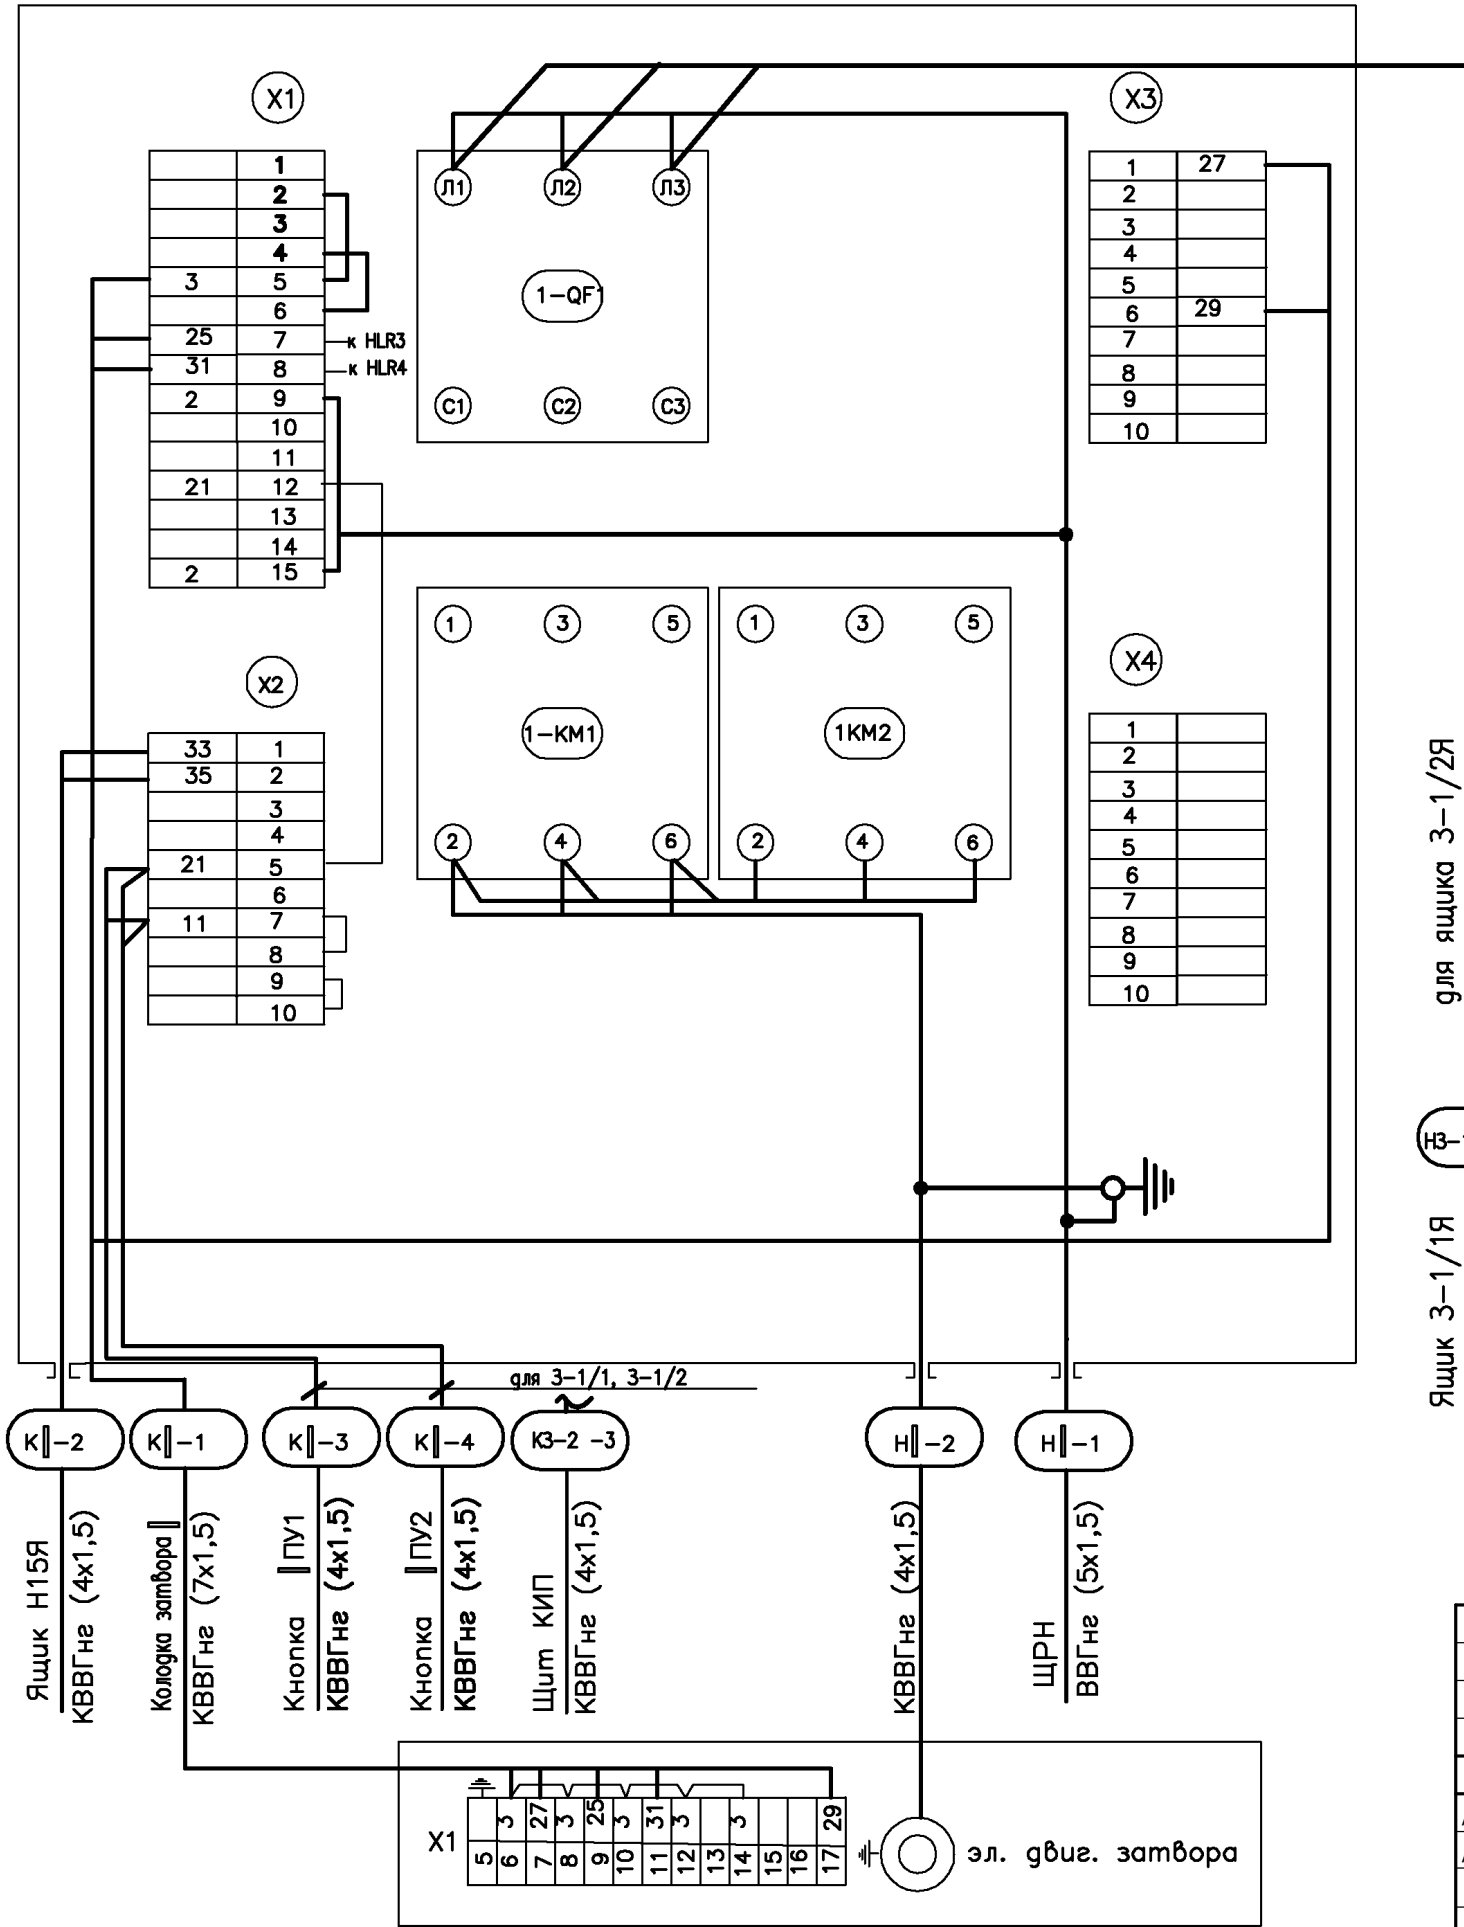 X1
1
2
3
4
3 5
6
25 7 к HLR3
31 8 к HLR4
2 9
10
11
21 12
13
14
2 15
Л1 Л2 Л3
1-QF1
С1 С2 С3
X3
1 27
2
3
4
5
6 29
7
8
9
10
X2
33 1
35 2
3
4
21 5
6
11 7
8
9
10
1 3 5
1-КМ1
2 4 6
1 3 5
1КМ2
2 4 6
X4
1
2
3
4
5
6
7
8
9
10
для ящика 3-1/2Я
Н3-1
Ящик 3-1/1Я
для 3-1/1, 3-1/2
К[]-2
К[]-1
К[]-3
К[]-4
К3-2 -3
Н[]-2
Н[]-1
Ящик Н15Я
КВВГнг (4х1,5)
Колодка затвора[]
КВВГнг (7х1,5)
Кнопка []ПУ1
КВВГнг (4х1,5)
Кнопка []ПУ2
КВВГнг (4х1,5)
Щит КИП
КВВГнг (4х1,5)
КВВГнг (4х1,5)
ЩРН
ВВГнг (5х1,5)
X1
3 27 3 25 3 31 3 3 29
5 6 7 8 9 10 11 12 13 14 15 16 17
эл. двиг. затвора